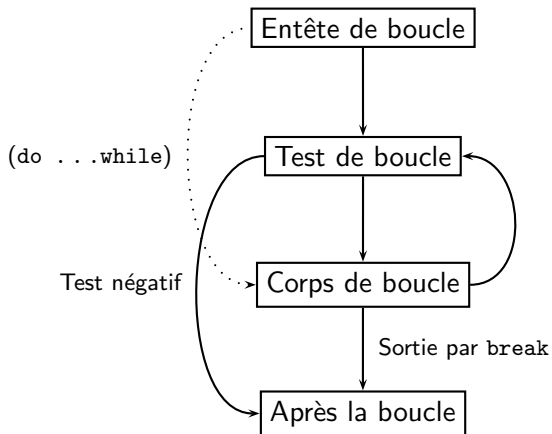 Entête de boucle
(do ...while)
Test de boucle
Test négatif
Corps de boucle
Sortie par break
Après la boucle